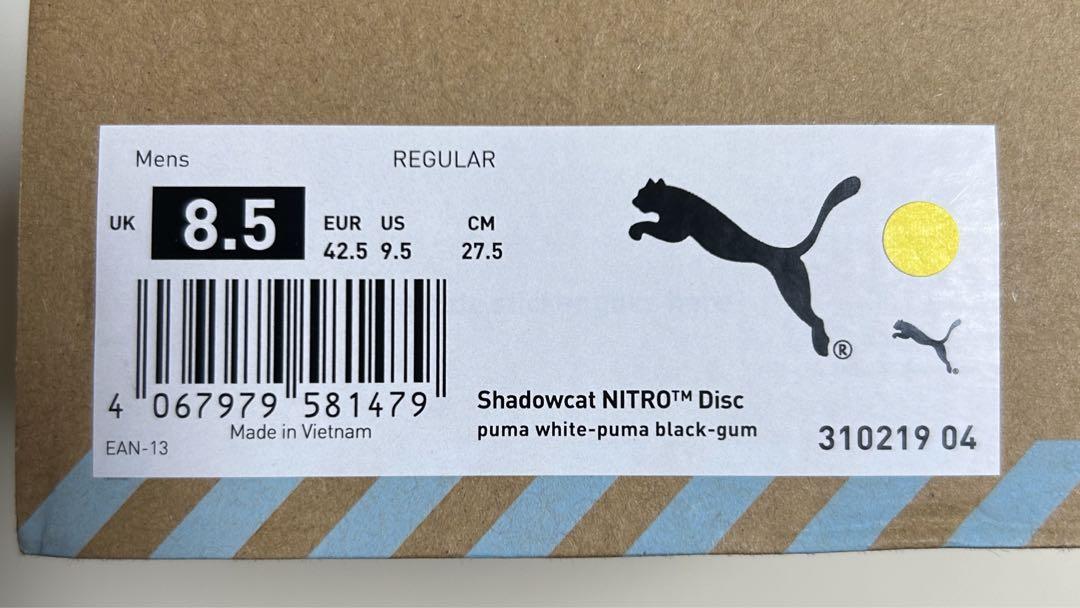 Mens REGULAR
UK 8.5 EUR US CM
42.5 9.5 27.5
4 067979 581479
Made in Vietnam
EAN-13
Shadowcat NITRO™ Disc
puma white-puma black-gum
310219 04
®
®